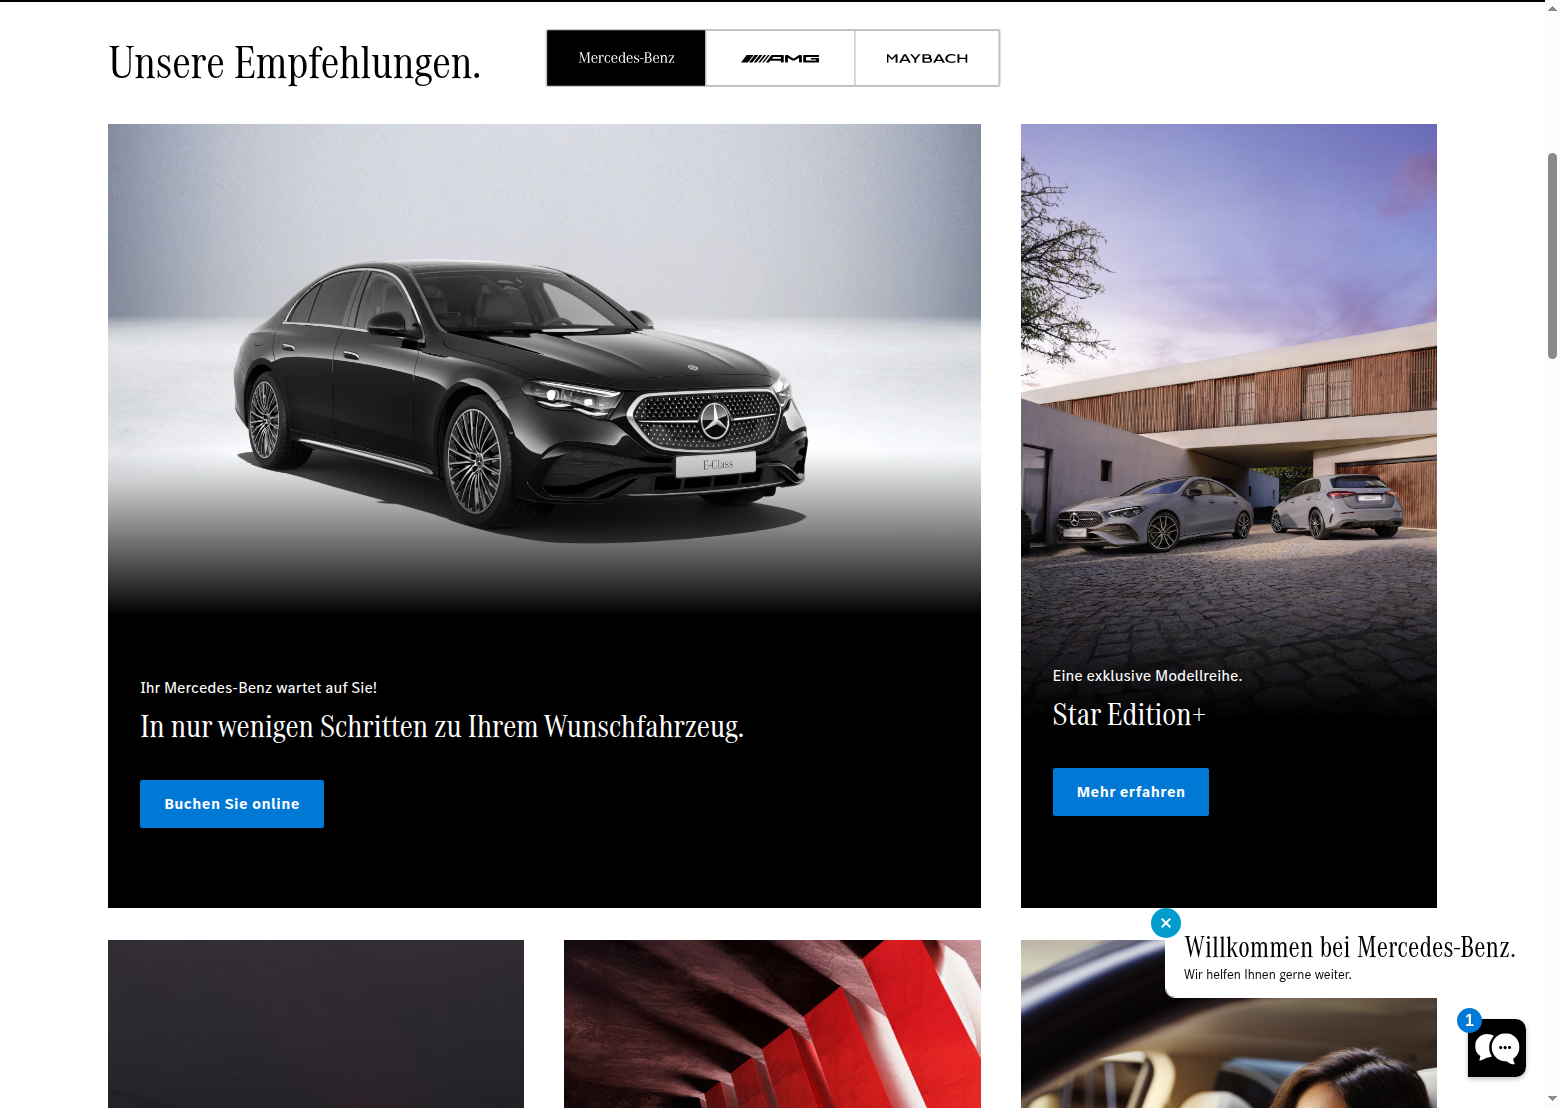 Unsere Empfehlungen.
Mercedes-Benz
AMG
MAYBACH
E-Class
Ihr Mercedes-Benz wartet auf Sie!
In nur wenigen Schritten zu Ihrem Wunschfahrzeug.
Buchen Sie online
Eine exklusive Modellreihe.
Star Edition+
Mehr erfahren
Willkommen bei Mercedes-Benz.
Wir helfen Ihnen gerne weiter.
1